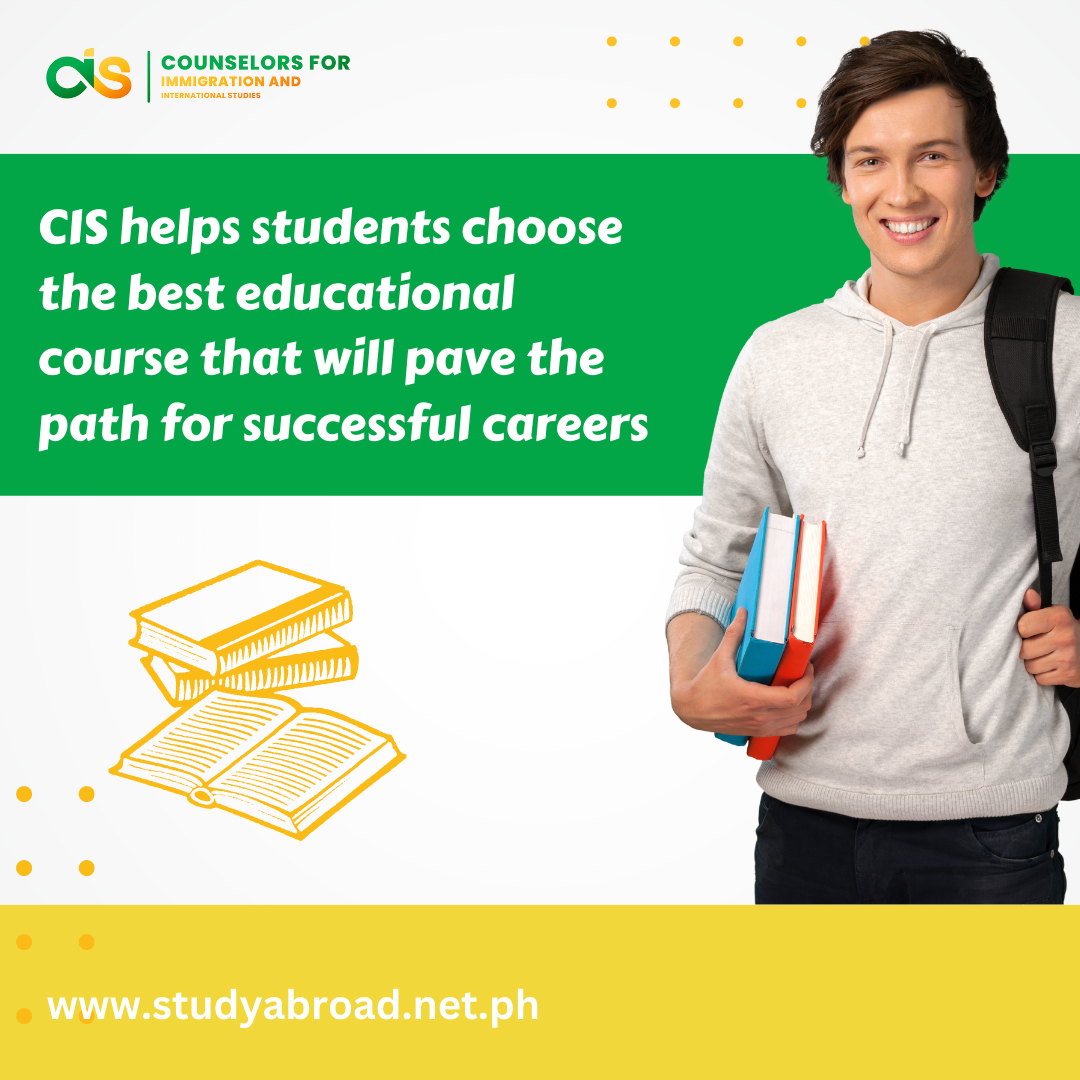 CIS
COUNSELORS FOR
IMMIGRATION AND
INTERNATIONAL STUDIES
CIS helps students choose
the best educational
course that will pave the
path for successful careers
www.studyabroad.net.ph